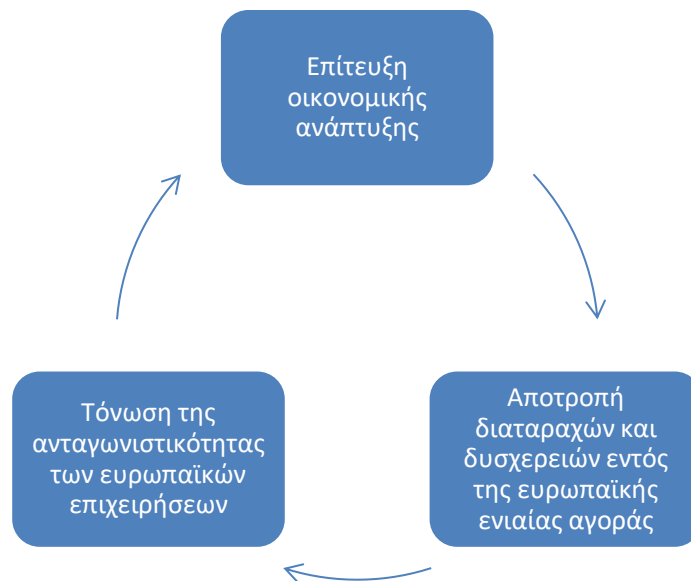 Επίτευξη
οικονομικής
ανάπτυξης
Αποτροπή
διαταραχών και
δυσχερειών εντός
της ευρωπαϊκής
ενιαίας αγοράς
Τόνωση της
ανταγωνιστικότητας
των ευρωπαϊκών
επιχειρήσεων